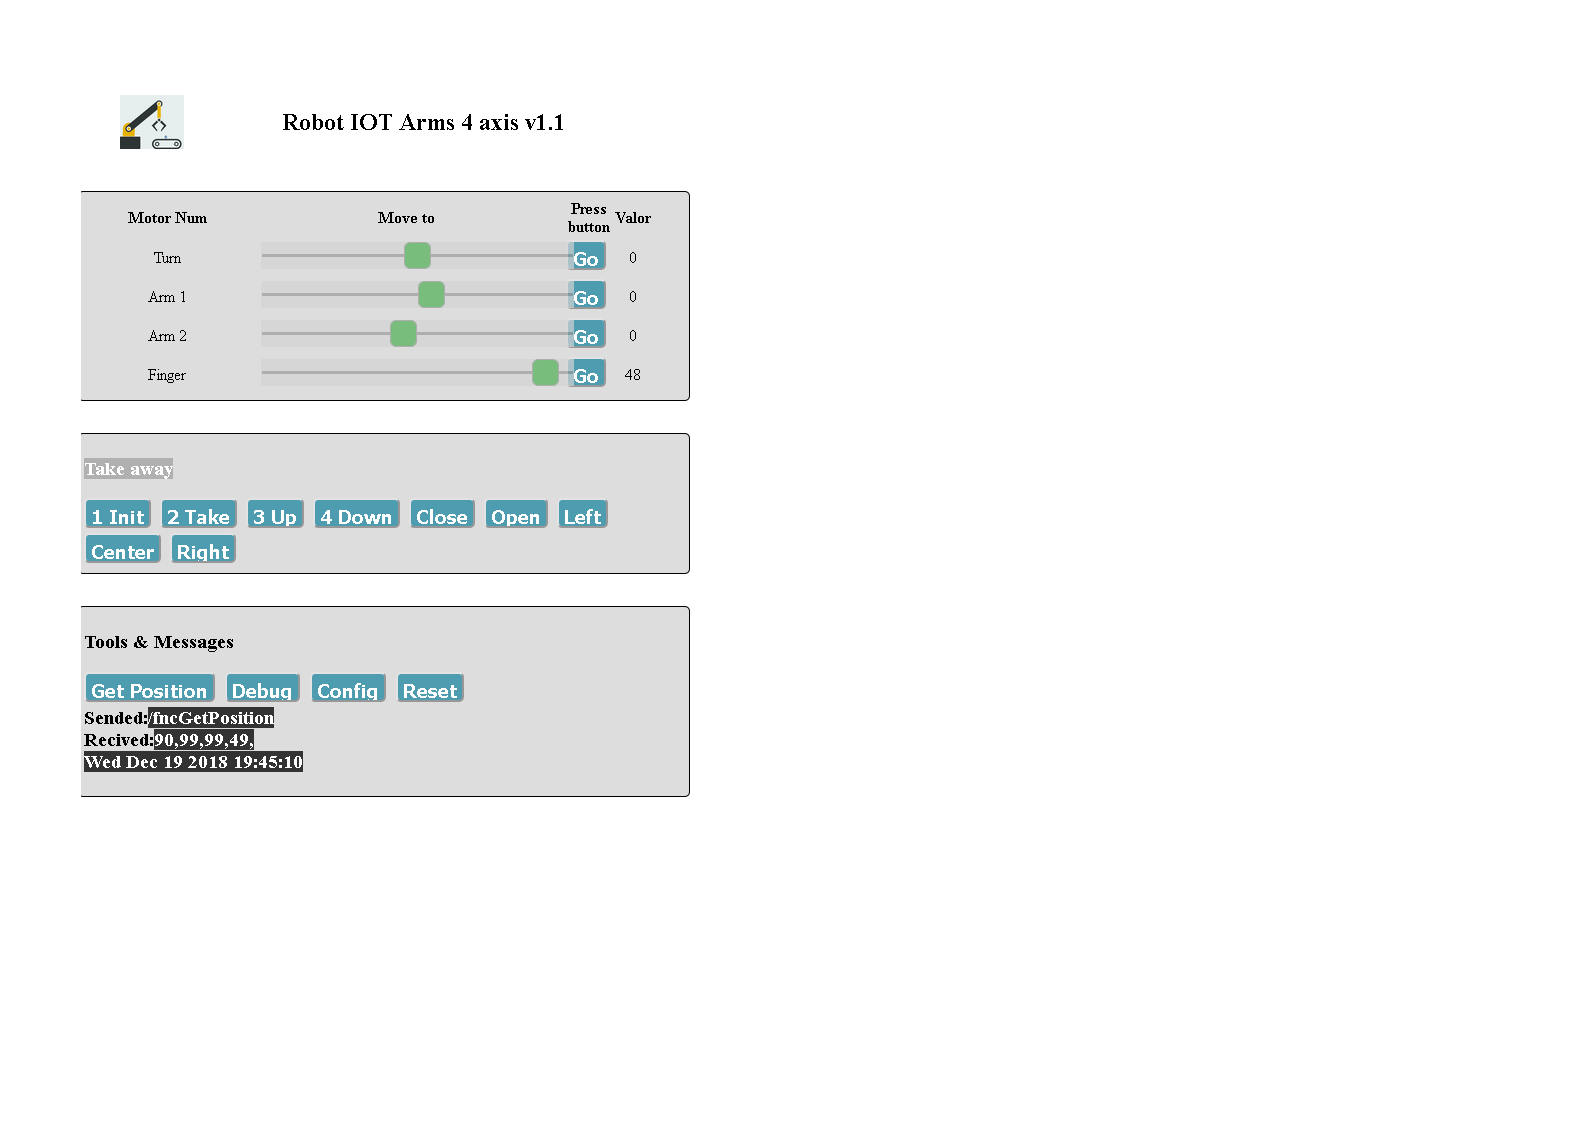 Robot IOT Arms 4 axis v1.1
Motor Num Move to Press button Valor
Turn Go 0
Arm 1 Go 0
Arm 2 Go 0
Finger Go 48
Take away
1 Init 2 Take 3 Up 4 Down Close Open Left
Center Right
Tools & Messages
Get Position Debug Config Reset
Sended:/fncGetPosition
Recived:90,99,99,49,
Wed Dec 19 2018 19:45:10